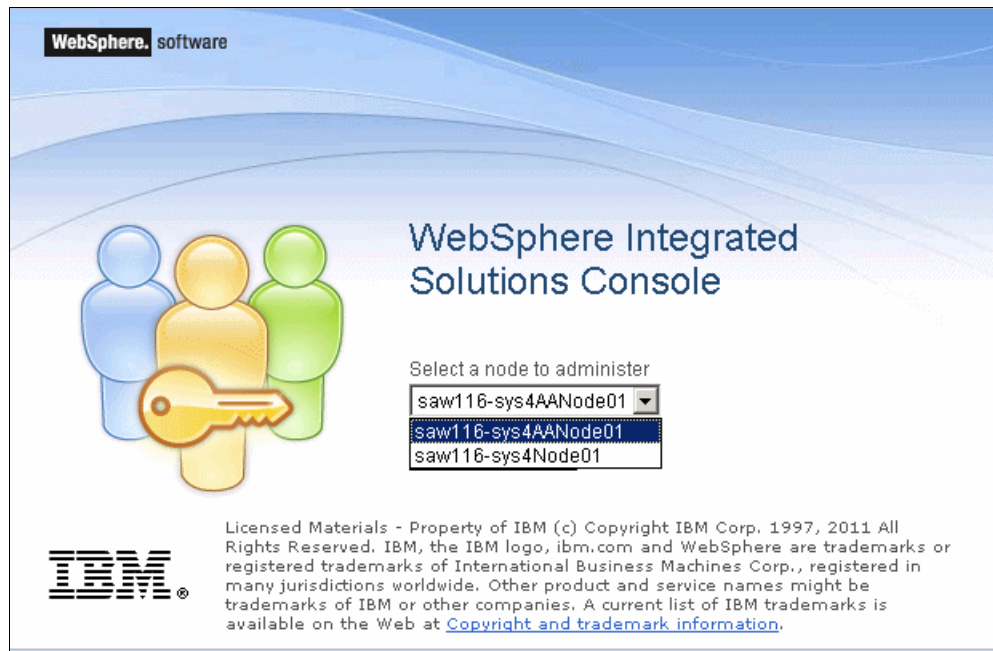 WebSphere. software
WebSphere Integrated
Solutions Console
Select a node to administer
saw116-sys4AANode01
saw116-sys4AANode01
saw116-sys4Node01
Licensed Materials - Property of IBM (c) Copyright IBM Corp. 1997, 2011 All
Rights Reserved. IBM, the IBM logo, ibm.com and WebSphere are trademarks or
registered trademarks of International Business Machines Corp., registered in
many jurisdictions worldwide. Other product and service names might be
trademarks of IBM or other companies. A current list of IBM trademarks is
available on the Web at Copyright and trademark information.
IBM®